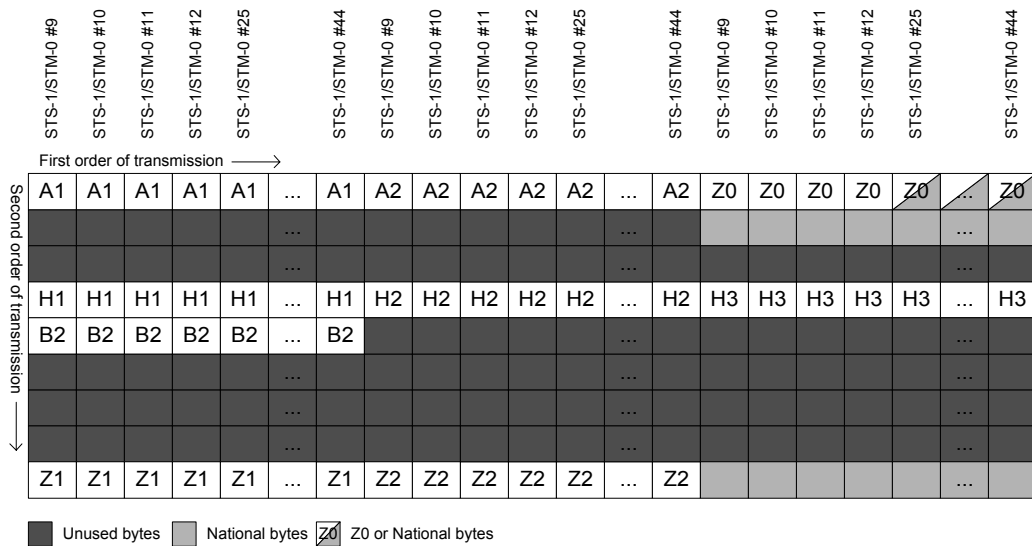 STS-1/STM-0 #9 STS-1/STM-0 #10 STS-1/STM-0 #11 STS-1/STM-0 #12 STS-1/STM-0 #25 STS-1/STM-0 #44 STS-1/STM-0 #9 STS-1/STM-0 #10 STS-1/STM-0 #11 STS-1/STM-0 #12 STS-1/STM-0 #25 STS-1/STM-0 #44 STS-1/STM-0 #9 STS-1/STM-0 #10 STS-1/STM-0 #11 STS-1/STM-0 #12 STS-1/STM-0 #25 STS-1/STM-0 #44
First order of transmission
Second order of transmission
A1 A1 A1 A1 A1 ... A1 A2 A2 A2 A2 A2 ... A2 Z0 Z0 Z0 Z0 Z0 ... Z0
... ... ...
... ... ...
H1 H1 H1 H1 H1 ... H1 H2 H2 H2 H2 H2 ... H2 H3 H3 H3 H3 H3 ... H3
B2 B2 B2 B2 B2 ... B2 ... ...
... ... ...
... ... ...
... ... ...
Z1 Z1 Z1 Z1 Z1 ... Z1 Z2 Z2 Z2 Z2 Z2 ... Z2 ...
Unused bytes National bytes Z0 Z0 or National bytes